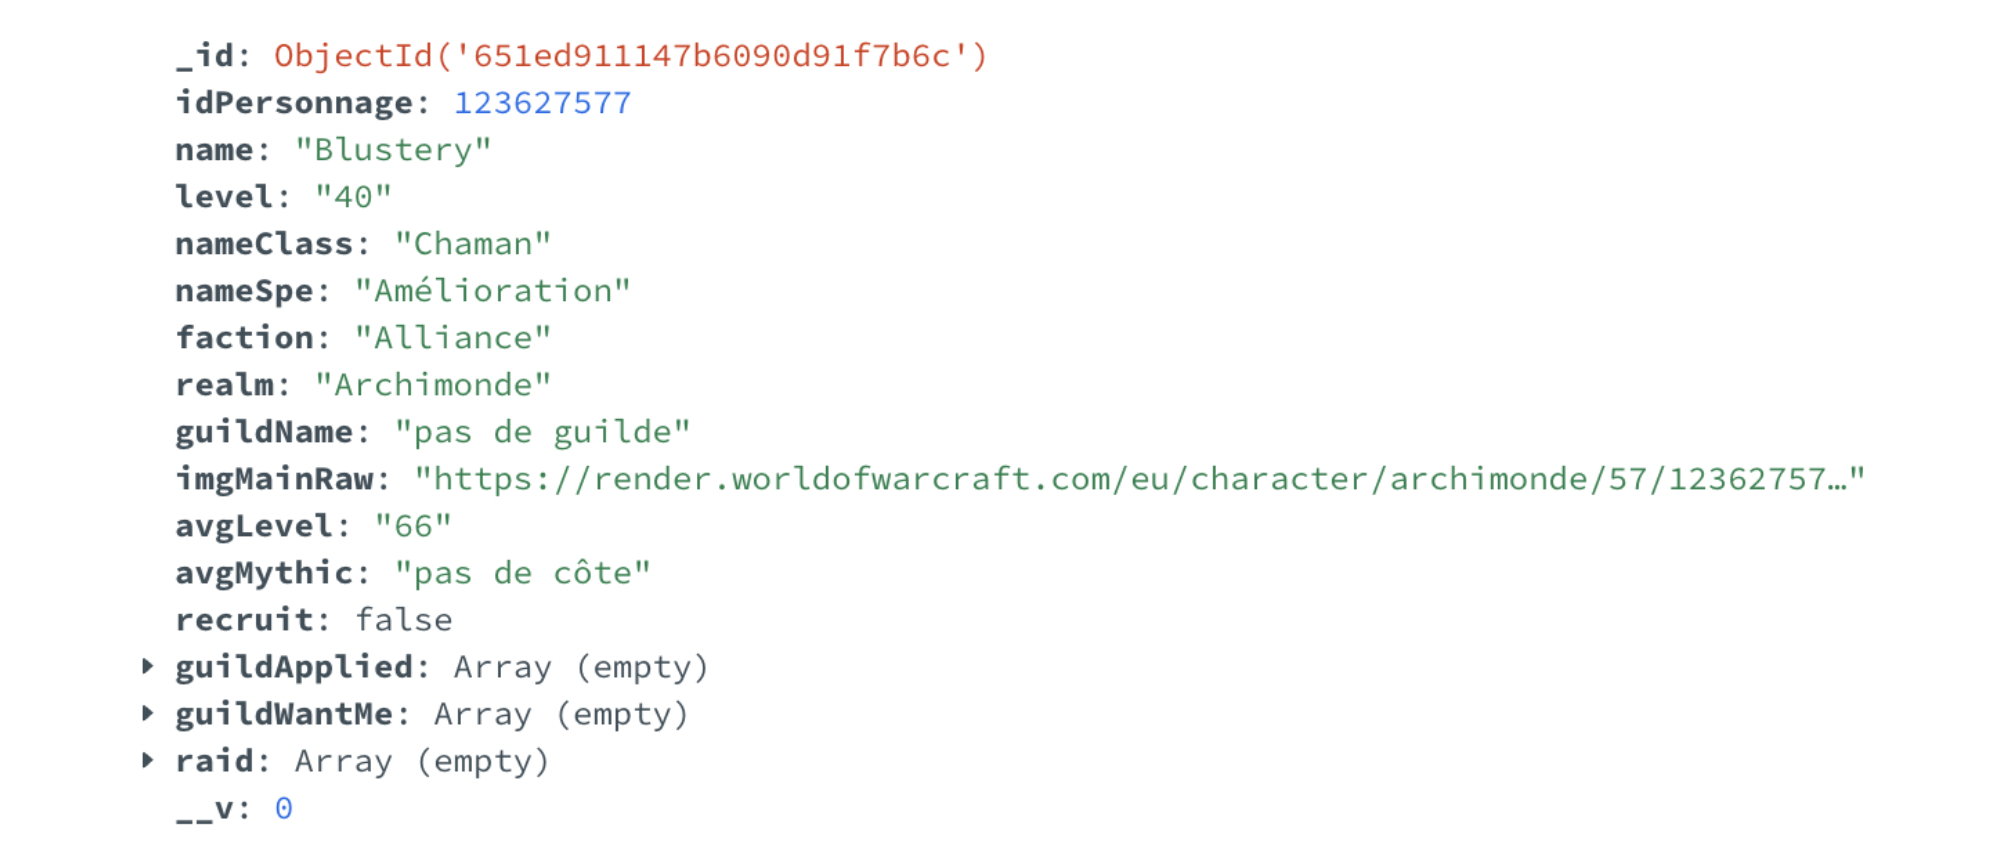 _id: ObjectId('651ed911147b6090d91f7b6c')
idPersonnage: 123627577
name: "Blustery"
level: "40"
nameClass: "Chaman"
nameSpe: "Amélioration"
faction: "Alliance"
realm: "Archimonde"
guildName: "pas de guilde"
imgMainRaw: "https://render.worldofwarcraft.com/eu/character/archimonde/57/12362757…"
avgLevel: "66"
avgMythic: "pas de côte"
recruit: false
guildApplied: Array (empty)
guildWantMe: Array (empty)
raid: Array (empty)
__v: 0